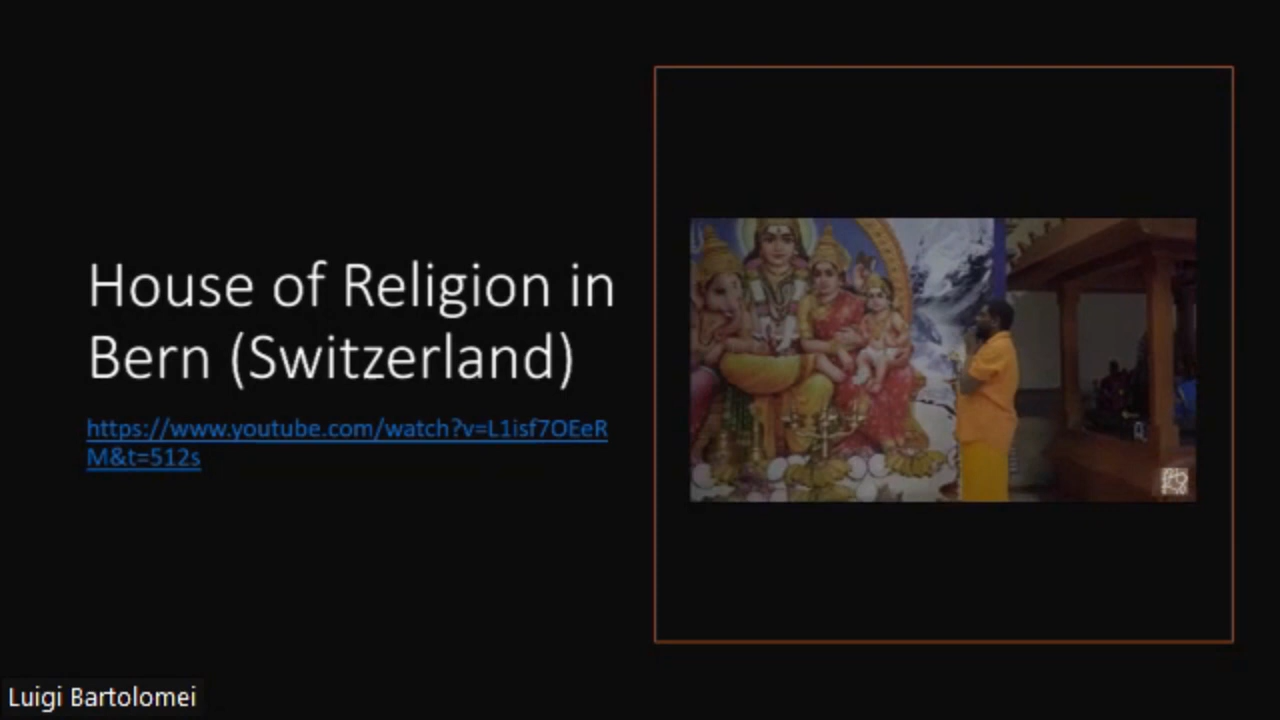 House of Religion in
Bern (Switzerland)
https://www.youtube.com/watch?v=L1isf7OEeR
M&t=512s
Luigi Bartolomei